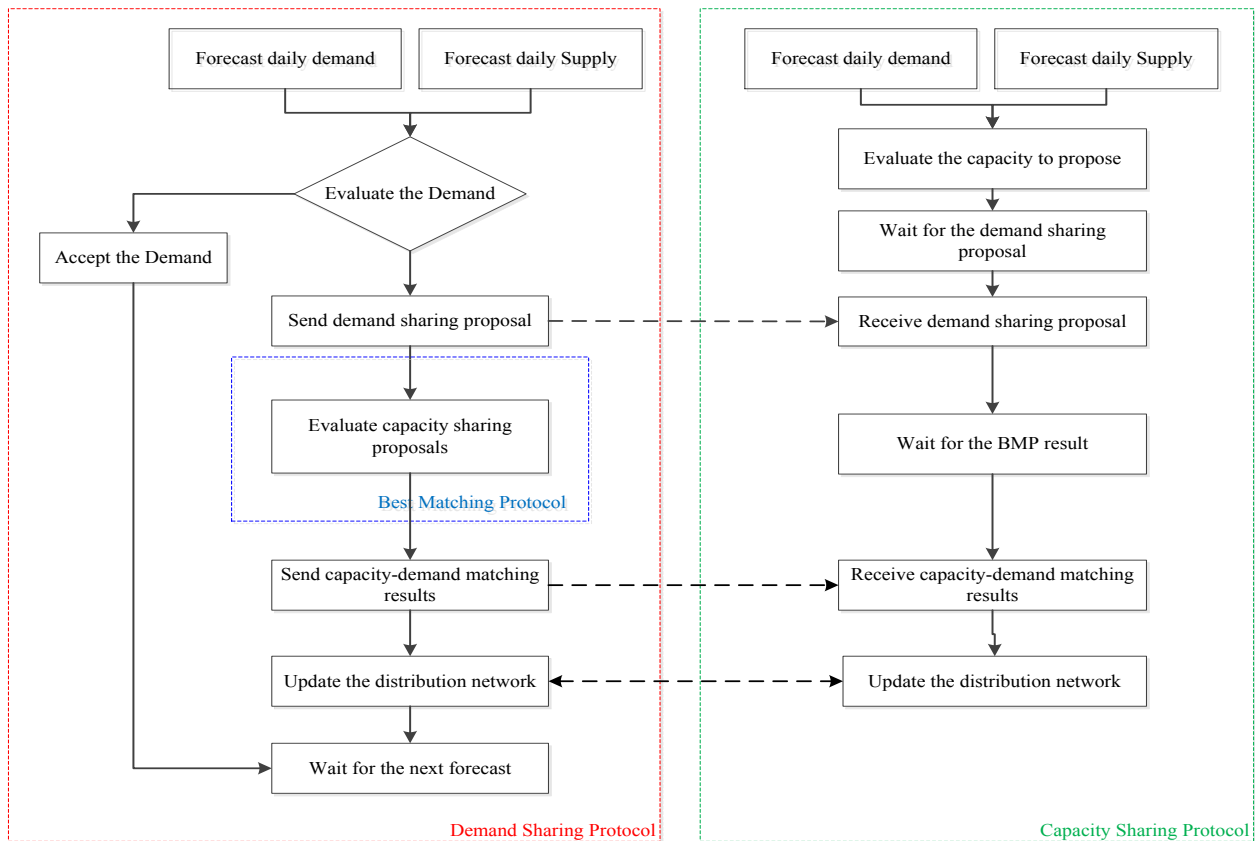 Forecast daily demand
Forecast daily Supply
Evaluate the Demand
Accept the Demand
Send demand sharing proposal
Evaluate capacity sharing
proposals
Best Matching Protocol
Send capacity-demand matching
results
Update the distribution network
Wait for the next forecast
Demand Sharing Protocol
Forecast daily demand
Forecast daily Supply
Evaluate the capacity to propose
Wait for the demand sharing
proposal
Receive demand sharing proposal
Wait for the BMP result
Receive capacity-demand matching
results
Update the distribution network
Capacity Sharing Protocol